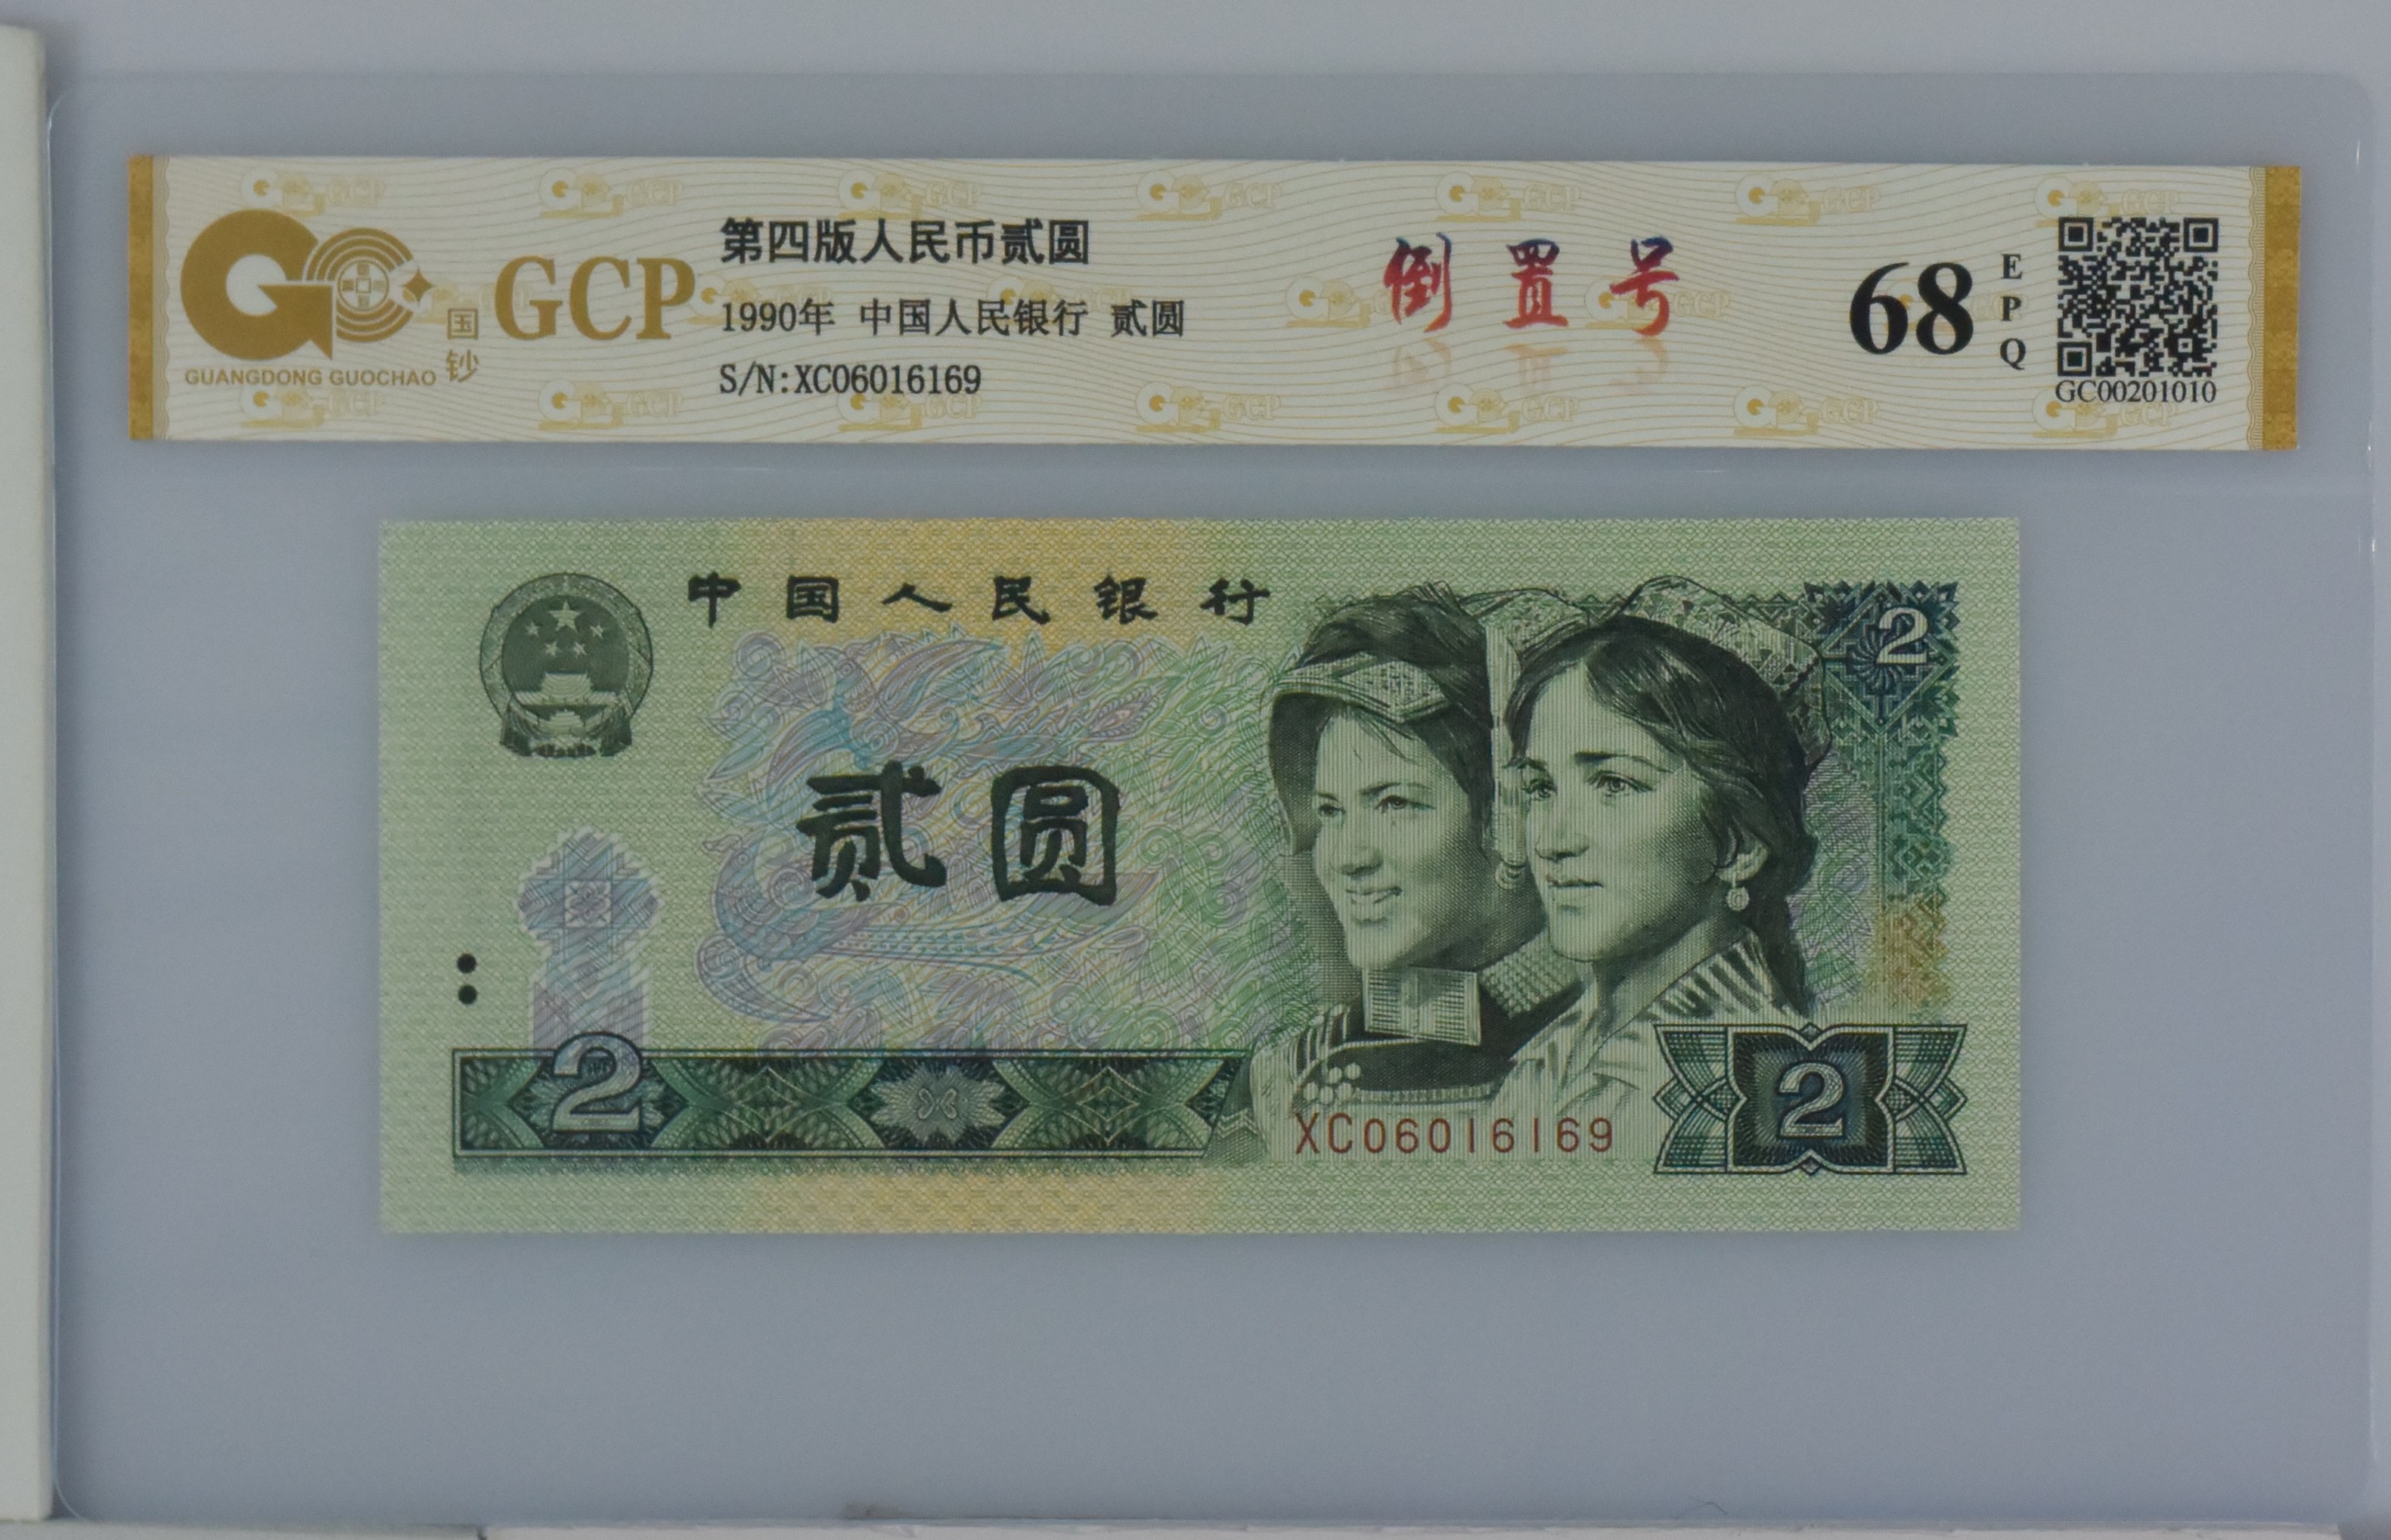 GUANGDONG GUOCHAO
国钞
GCP
第四版人民币贰圆
1990年 中国人民银行 贰圆
S/N:XC06016169
倒置号
68
EPQ
GC00201010
中国人民银行
2
贰圆
2
XC06016169
2